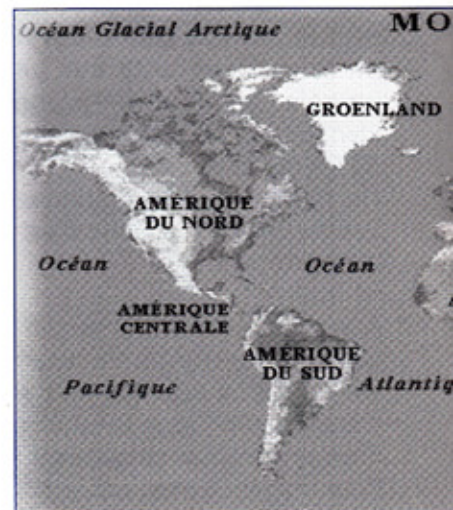 Océan Glacial Arctique
MO
GROENLAND
AMÉRIQUE
DU NORD
Océan
Océan
AMÉRIQUE
CENTRALE
AMÉRIQUE
DU SUD
Pacifique
Atlantiq